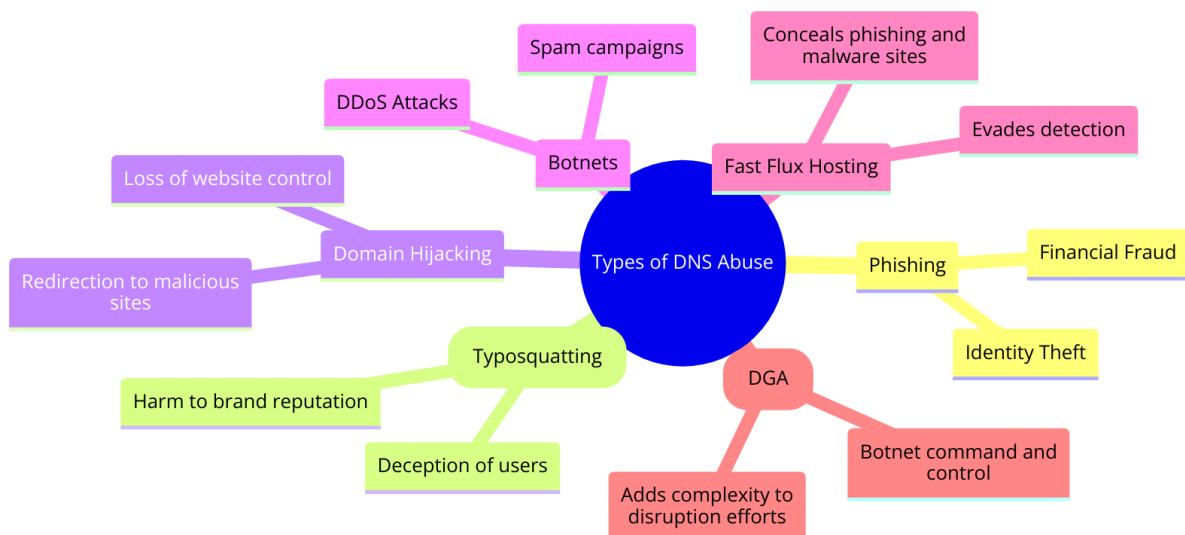 Conceals phishing and
malware sites
Spam campaigns
DDoS Attacks
Evades detection
Botnets
Fast Flux Hosting
Loss of website control
Domain Hijacking
Types of DNS Abuse
Phishing
Financial Fraud
Redirection to malicious
sites
Typosquatting
Identity Theft
DGA
Harm to brand reputation
Deception of users
Botnet command and
control
Adds complexity to
disruption efforts